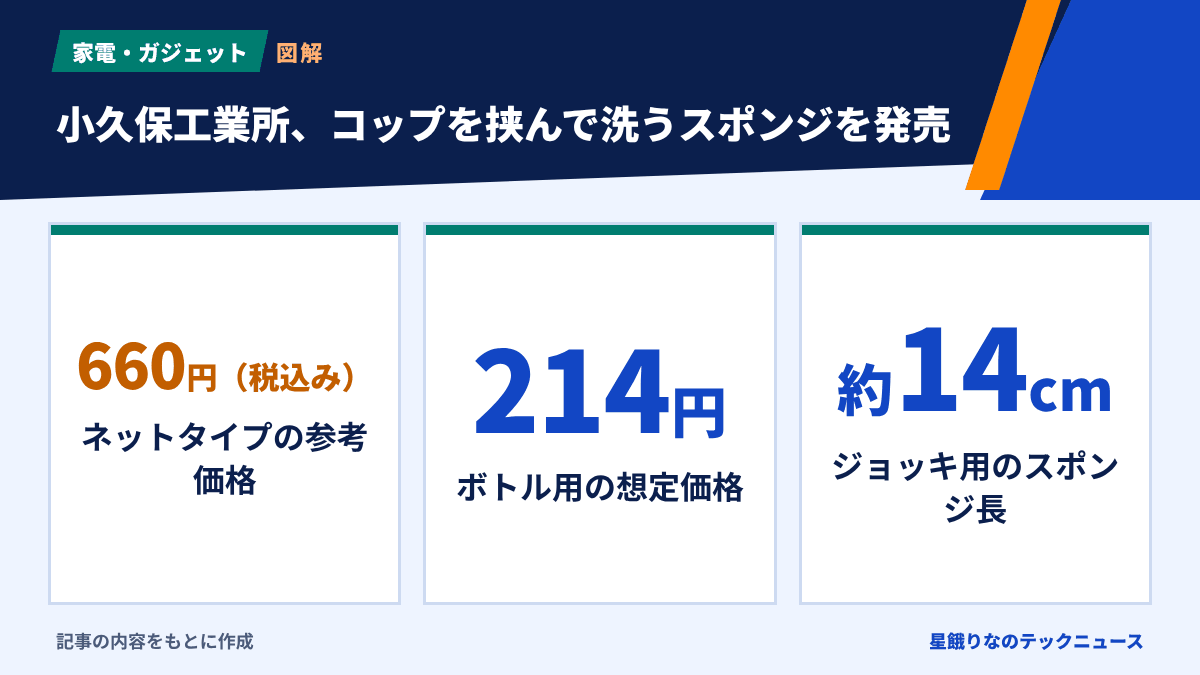 家電・ガジェット
図解
小久保工業所、コップを挟んで洗うスポンジを発売
660円（税込み）
ネットタイプの参考
価格
214円
ボトル用の想定価格
約14cm
ジョッキ用のスポン
ジ長
記事の内容をもとに作成
星餓りなのテックニュース